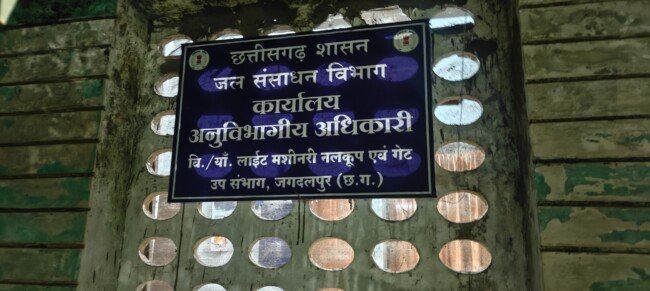 छत्तीसगढ़ शासन
जल संसाधन विभाग
कार्यालय
अनुविभागीय अधिकारी
वि./याँ. लाईट मशीनरी नलकूप एवं गेट
उप संभाग, जगदलपुर (छ.ग.)